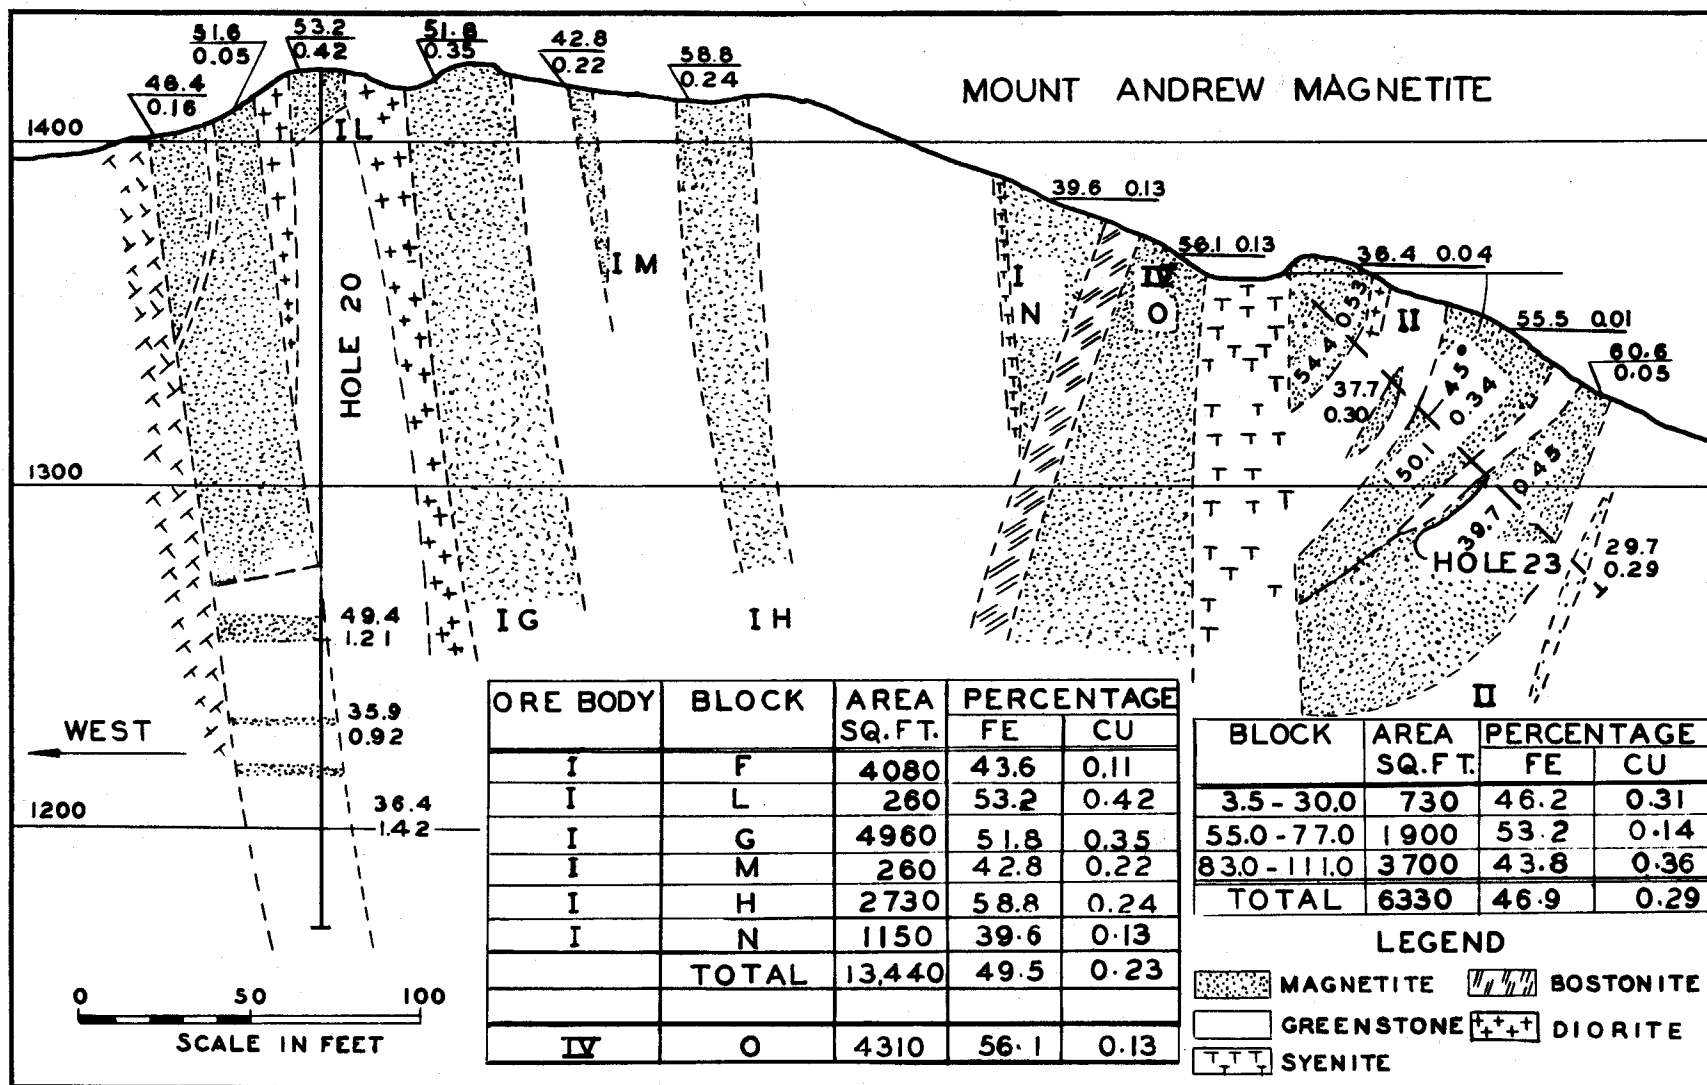 MOUNT ANDREW MAGNETITE
51.6
0.05
53.2
0.42
51.8
0.35
42.8
0.22
58.8
0.24
46.4
0.16
1400
I L
39.6 0.13
56.1 0.13
36.4 0.04
I M
I
N
IV
O
54.4 0.53
II
55.5 0.01
60.6
0.05
HOLE 20
37.7
0.30
45°
50.1 0.34
1300
39.7 0.45
HOLE 23
29.7
0.29
49.4
1.21
I G
I H
35.9
0.92
WEST
II
1200
36.4
1.42
ORE BODY BLOCK AREA SQ.FT. PERCENTAGE
FE CU
I F 4080 43.6 0.11
I L 260 53.2 0.42
I G 4960 51.8 0.35
I M 260 42.8 0.22
I H 2730 58.8 0.24
I N 1150 39.6 0.13
TOTAL 13,440 49.5 0.23
IV O 4310 56.1 0.13
BLOCK AREA SQ.FT. PERCENTAGE
FE CU
3.5 - 30.0 730 46.2 0.31
55.0 - 77.0 1900 53.2 0.14
83.0 - 111.0 3700 43.8 0.36
TOTAL 6330 46.9 0.29
LEGEND
MAGNETITE BOSTONITE
GREENSTONE DIORITE
SYENITE
0 50 100
SCALE IN FEET